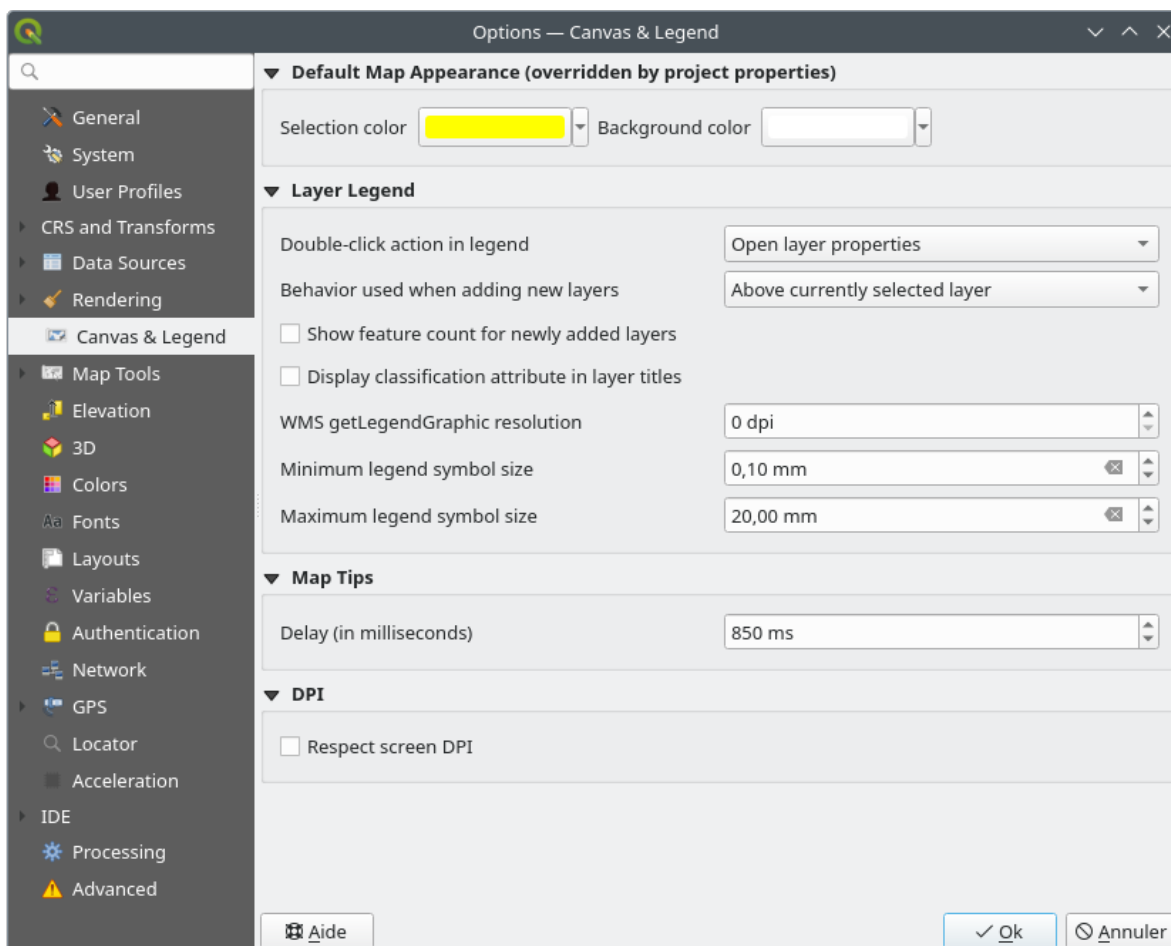 Options — Canvas & Legend
General
System
User Profiles
CRS and Transforms
Data Sources
Rendering
Canvas & Legend
Map Tools
Elevation
3D
Colors
Aa Fonts
Layouts
ε Variables
Authentication
Network
GPS
Locator
Acceleration
IDE
Processing
Advanced
Default Map Appearance (overridden by project properties)
Selection color Background color
Layer Legend
Double-click action in legend Open layer properties
Behavior used when adding new layers Above currently selected layer
Show feature count for newly added layers
Display classification attribute in layer titles
WMS getLegendGraphic resolution 0 dpi
Minimum legend symbol size 0,10 mm
Maximum legend symbol size 20,00 mm
Map Tips
Delay (in milliseconds) 850 ms
DPI
Respect screen DPI
Aide Ok Annuler